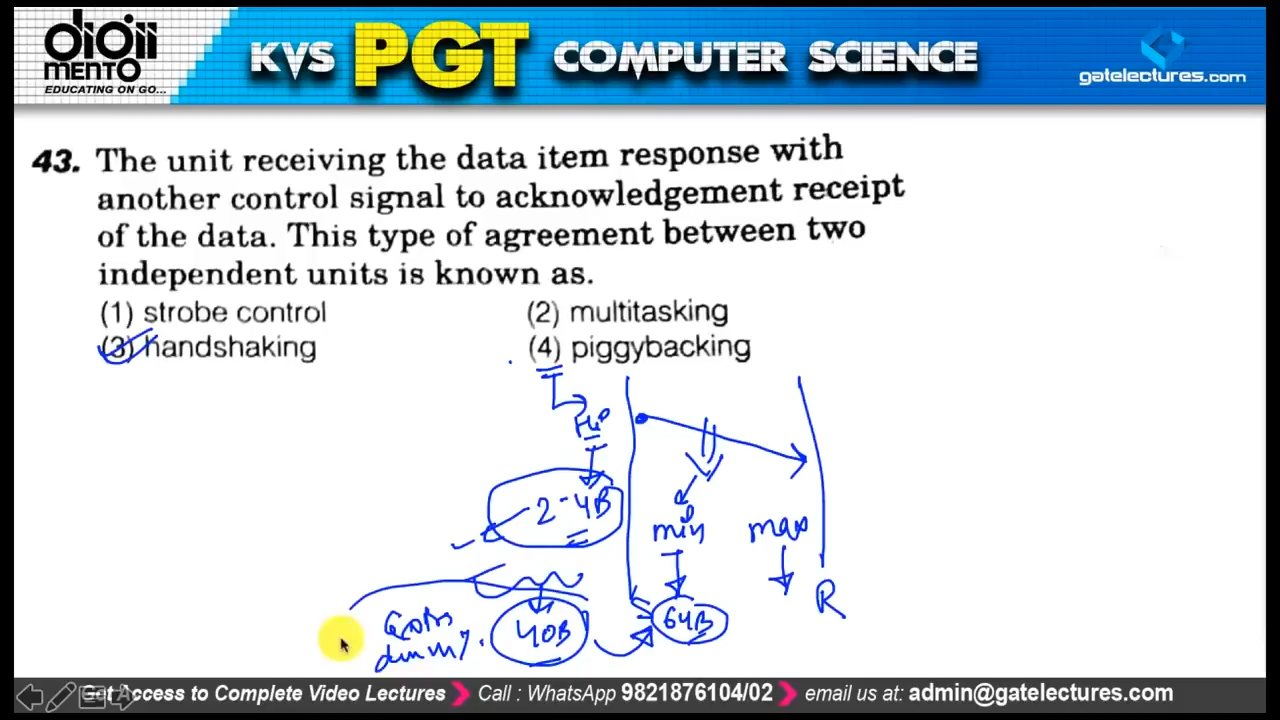 digii
MENTO
EDUCATING ON GO...
KVS PGT COMPUTER SCIENCE
gatelectures.com
43. The unit receiving the data item response with
another control signal to acknowledgement receipt
of the data. This type of agreement between two
independent units is known as.
(1) strobe control
(2) multitasking
(3) handshaking
(4) piggybacking
2-4B
min
max
R
40B
64B
Get Access to Complete Video Lectures
Call : WhatsApp 9821876104/02
email us at: admin@gatelectures.com